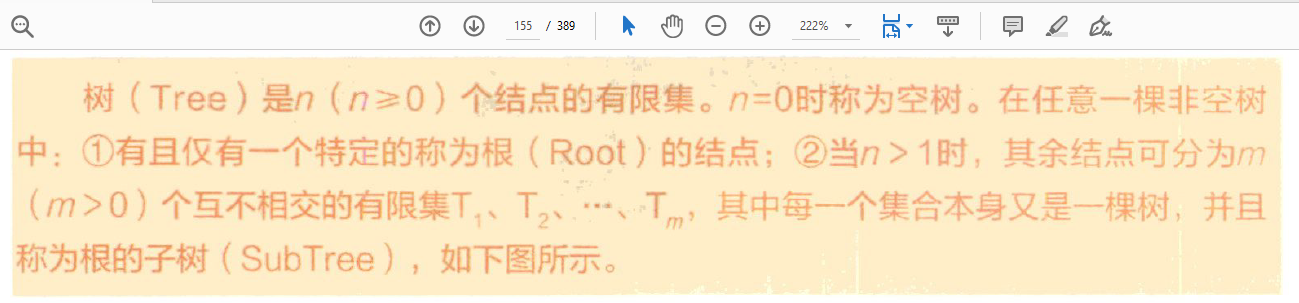 155 / 389 222%
树（Tree）是n（n≥0）个结点的有限集。n=0时称为空树。在任意一棵非空树
中：①有且仅有一个特定的称为根（Root）的结点；②当n＞1时，其余结点可分为m
（m＞0）个互不相交的有限集T1、T2、…、Tm，其中每一个集合本身又是一棵树，并且
称为根的子树（SubTree），如下图所示。